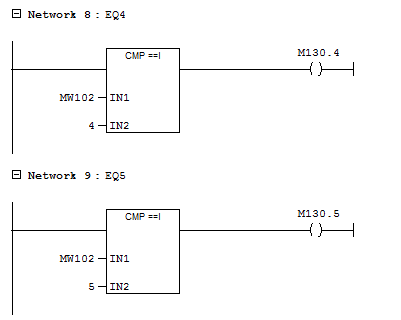 Network 8 : EQ4
M130.4
CMP ==I
MW102 IN1
4 IN2
Network 9 : EQ5
M130.5
CMP ==I
MW102 IN1
5 IN2